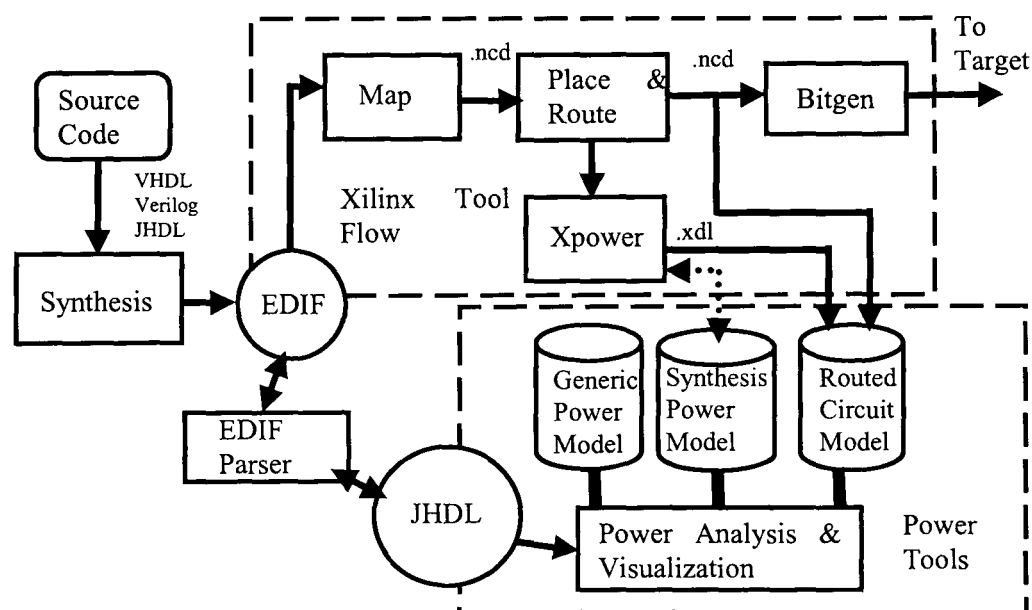 To
Target
.ncd
.ncd
Source
Code
Map
Place &
Route
Bitgen
VHDL
Verilog
JHDL
Xilinx Tool
Flow
Xpower
.xdl
Synthesis
EDIF
Generic
Power
Model
Synthesis
Power
Model
Routed
Circuit
Model
EDIF
Parser
JHDL
Power Analysis &
Visualization
Power
Tools